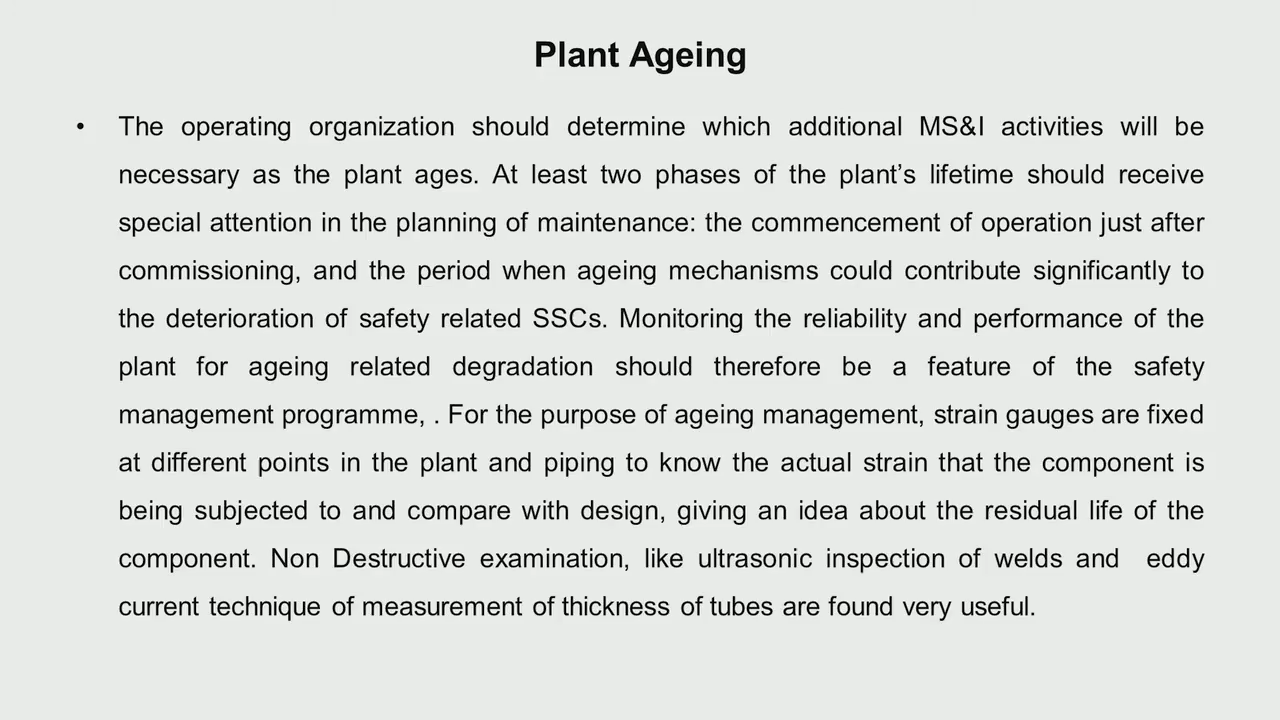 Plant Ageing
• The operating organization should determine which additional MS&I activities will be
necessary as the plant ages. At least two phases of the plant’s lifetime should receive
special attention in the planning of maintenance: the commencement of operation just after
commissioning, and the period when ageing mechanisms could contribute significantly to
the deterioration of safety related SSCs. Monitoring the reliability and performance of the
plant for ageing related degradation should therefore be a feature of the safety
management programme, . For the purpose of ageing management, strain gauges are fixed
at different points in the plant and piping to know the actual strain that the component is
being subjected to and compare with design, giving an idea about the residual life of the
component. Non Destructive examination, like ultrasonic inspection of welds and eddy
current technique of measurement of thickness of tubes are found very useful.